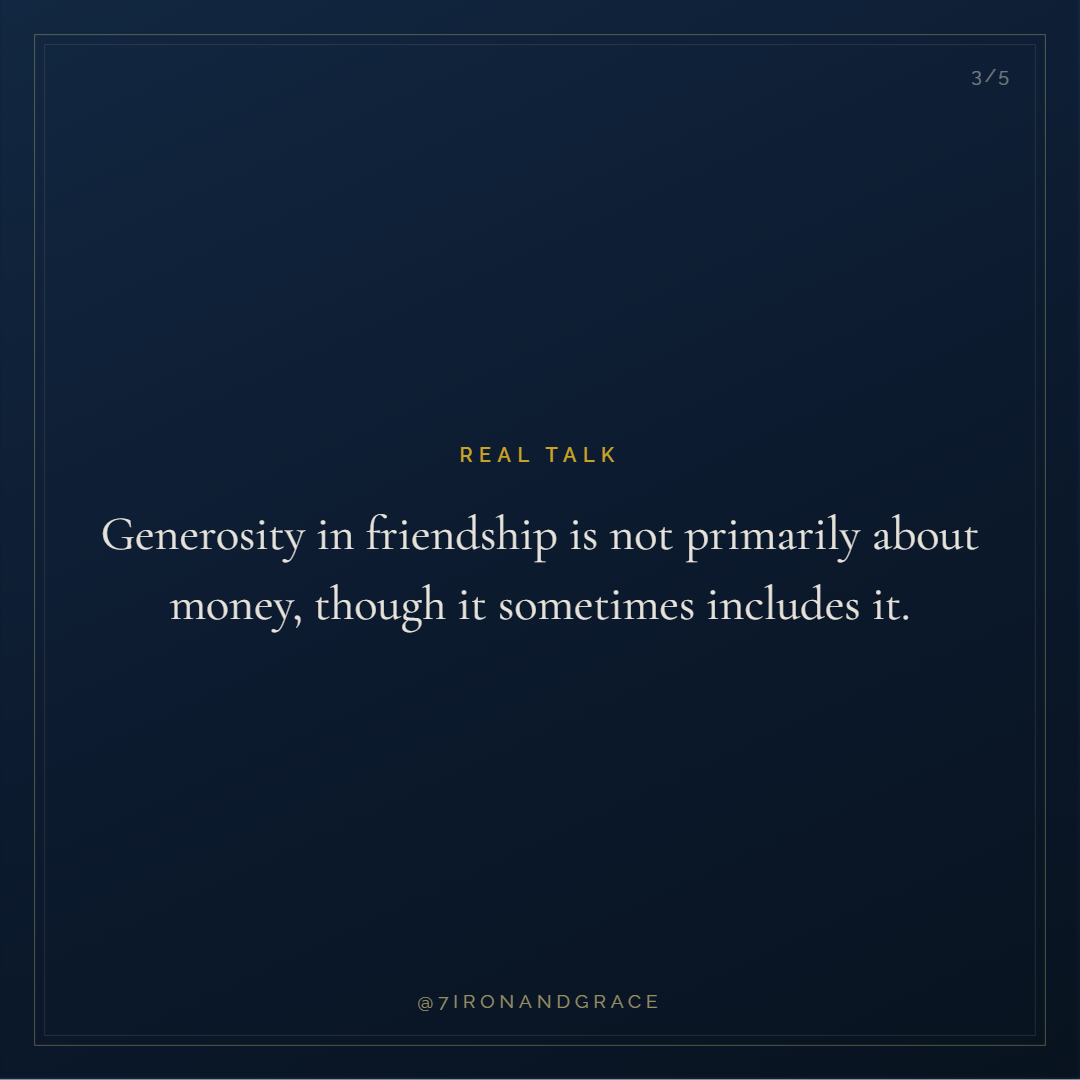 3/5
REAL TALK
Generosity in friendship is not primarily about
money, though it sometimes includes it.
@7IRONANDGRACE